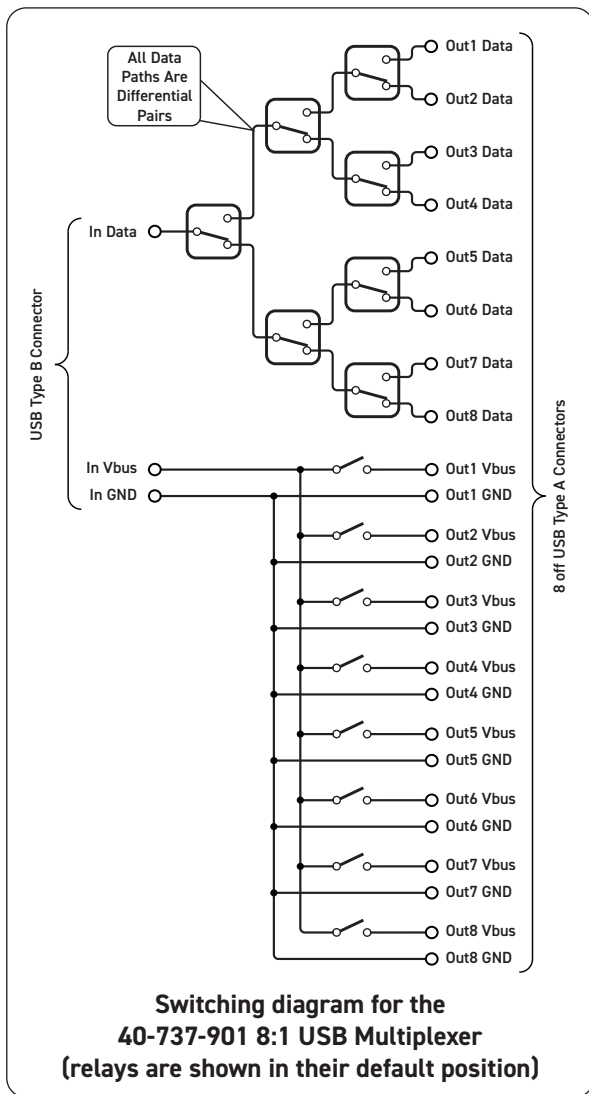 All Data
Paths Are
Differential
Pairs
Out1 Data
Out2 Data
Out3 Data
Out4 Data
In Data
Out5 Data
Out6 Data
Out7 Data
Out8 Data
USB Type B Connector
In Vbus
In GND
Out1 Vbus
Out1 GND
Out2 Vbus
Out2 GND
Out3 Vbus
Out3 GND
Out4 Vbus
Out4 GND
Out5 Vbus
Out5 GND
Out6 Vbus
Out6 GND
Out7 Vbus
Out7 GND
Out8 Vbus
Out8 GND
8 off USB Type A Connectors
Switching diagram for the
40-737-901 8:1 USB Multiplexer
(relays are shown in their default position)